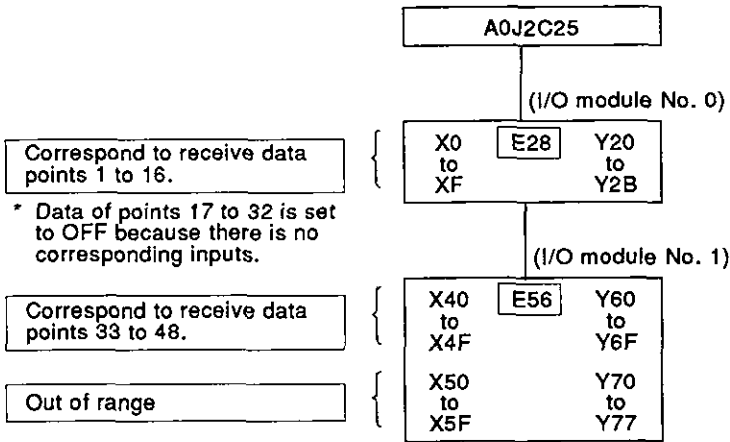 A0J2C25
(I/O module No. 0)
X0 E28 Y20
to to
XF Y2B
Correspond to receive data
points 1 to 16.
* Data of points 17 to 32 is set
to OFF because there is no
corresponding inputs.
(I/O module No. 1)
X40 E56 Y60
to to
X4F Y6F
Correspond to receive data
points 33 to 48.
X50 Y70
to to
X5F Y77
Out of range